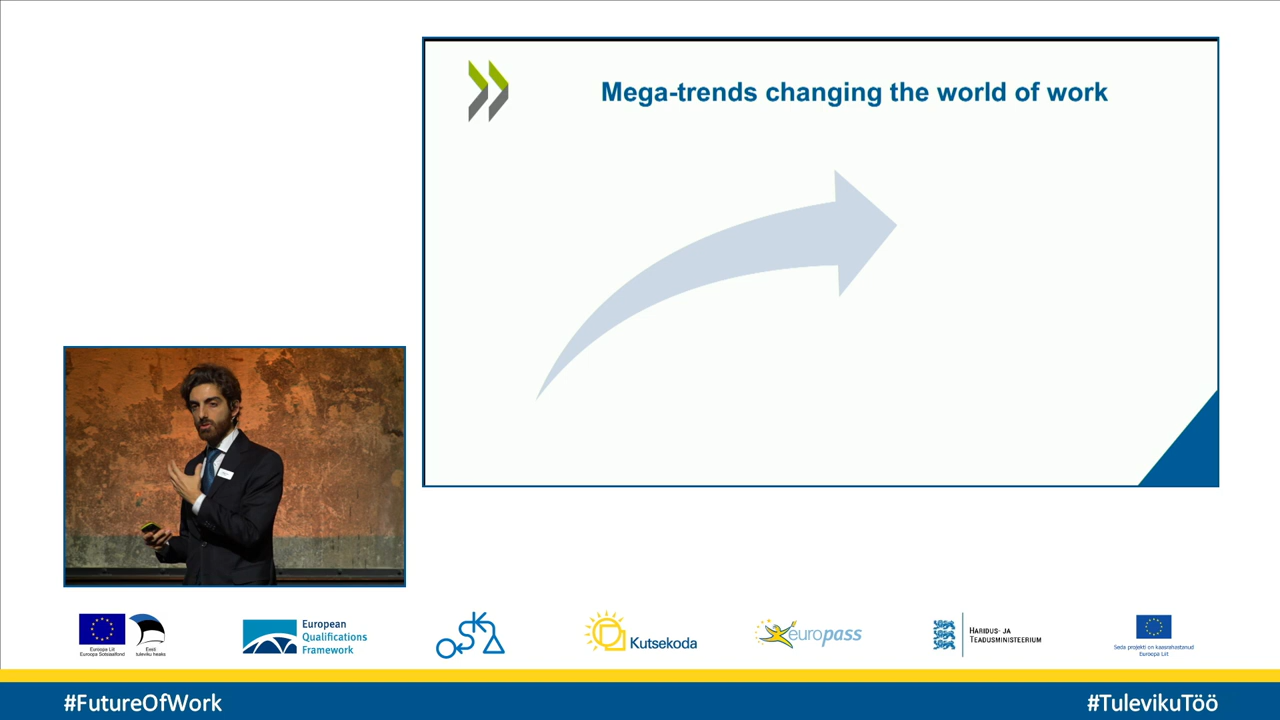 Mega-trends changing the world of work
Euroopa Liit
Euroopa Sotsiaalfond
Eesti
tuleviku heaks
European
Qualifications
Framework
OSKA
Kutsekoda
europass
HARIDUS- JA
TEADUSMINISTEERIUM
Seda projekti on kaasrahastanud
Euroopa Liit
#FutureOfWork
#TulevikuTöö